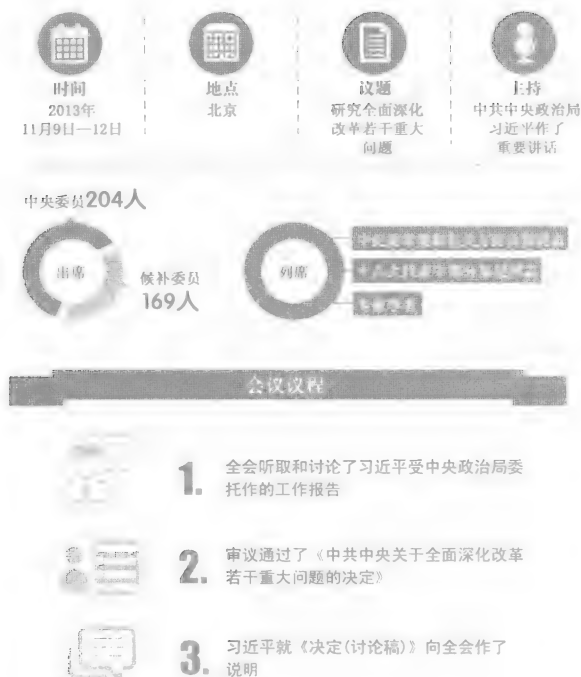 时间
2013年
11月9日—12日
地点
北京
议题
研究全面深化
改革若干重大
问题
主持
中共中央政治局
习近平作了
重要讲话
中央委员204人
出席
候补委员
169人
列席
会议议程
1.
全会听取和讨论了习近平受中央政治局委
托作的工作报告
2.
审议通过了《中共中央关于全面深化改革
若干重大问题的决定》
3.
习近平就《决定(讨论稿)》向全会作了
说明